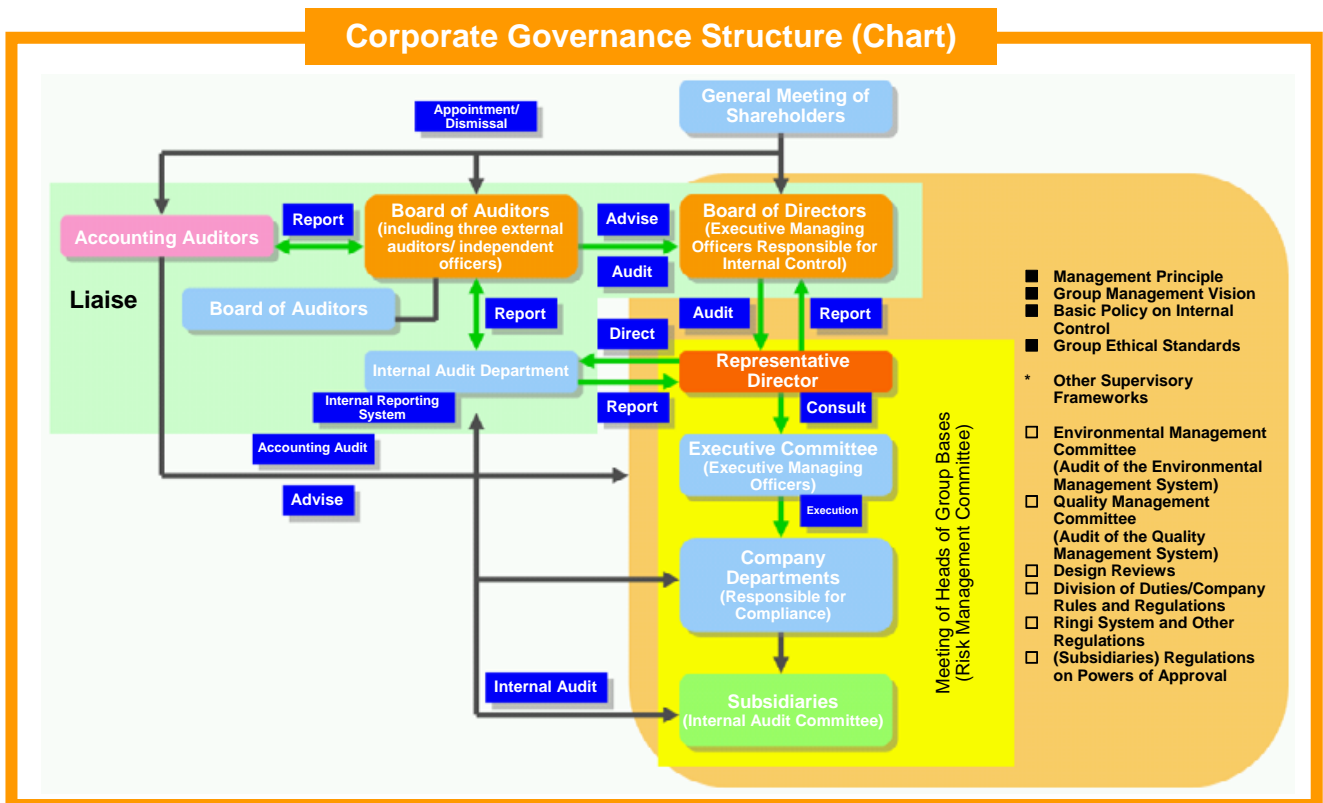 Corporate Governance Structure (Chart)
General Meeting of
Shareholders
Appointment/
Dismissal
Accounting Auditors
Report
Board of Auditors
(including three external
auditors/ independent
officers)
Advise
Audit
Board of Directors
(Executive Managing
Officers Responsible for
Internal Control)
Liaise
Board of Auditors
Report
Direct
Audit
Report
Internal Audit Department
Representative
Director
Internal Reporting
System
Report
Consult
Accounting Audit
Advise
Executive Committee
(Executive Managing
Officers)
Execution
Company
Departments
(Responsible for
Compliance)
Internal Audit
Subsidiaries
(Internal Audit Committee)
Meeting of Heads of Group Bases
(Risk Management Committee)
■ Management Principle
■ Group Management Vision
■ Basic Policy on Internal
Control
■ Group Ethical Standards
* Other Supervisory
Frameworks
□ Environmental Management
Committee
(Audit of the Environmental
Management System)
□ Quality Management
Committee
(Audit of the Quality
Management System)
□ Design Reviews
□ Division of Duties/Company
Rules and Regulations
□ Ringi System and Other
Regulations
□ (Subsidiaries) Regulations
on Powers of Approval